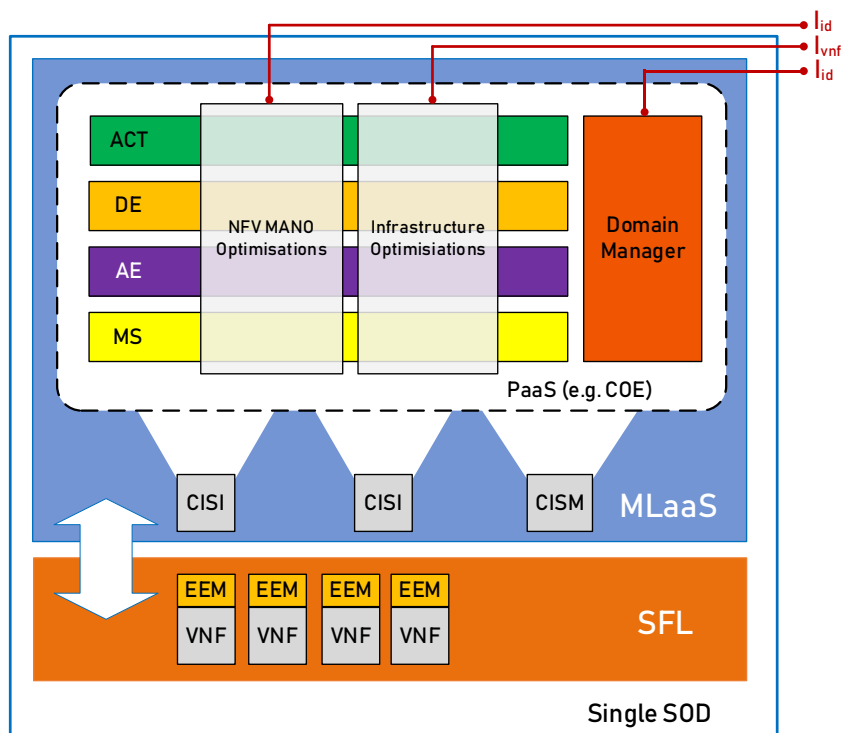 Iid
Ivnf
Iid
ACT
DE
AE
MS
NFV MANO
Optimisations
Infrastructure
Optimisiations
Domain
Manager
PaaS (e.g. COE)
CISI
CISI
CISM
MLaaS
EEM
EEM
EEM
EEM
VNF
VNF
VNF
VNF
SFL
Single SOD